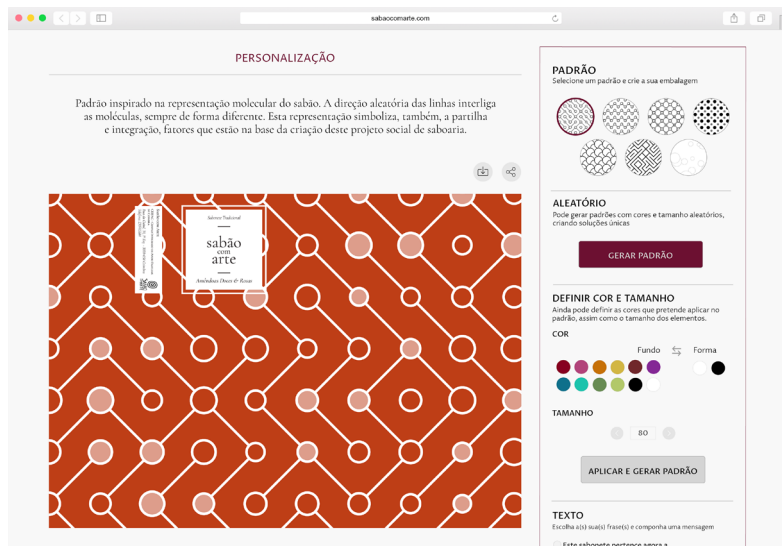 sabaocomarte.com
PERSONALIZAÇÃO
Padrão inspirado na representação molecular do sabão. A direção aleatória das linhas interliga
as moléculas, sempre de forma diferente. Esta representação simboliza, também, a partilha
e integração, fatores que estão na base da criação deste projeto social de saboaria.
Sabonete Tradicional
sabão
com
arte
Amêndoas Doces & Rosas
PADRÃO
Selecione um padrão e crie a sua embalagem
ALEATÓRIO
Pode gerar padrões com cores e tamanho aleatórios,
criando soluções únicas
GERAR PADRÃO
DEFINIR COR E TAMANHO
Ainda pode definir as cores que pretende aplicar no
padrão, assim como o tamanho dos elementos.
COR
Fundo
Forma
TAMANHO
80
APLICAR E GERAR PADRÃO
TEXTO
Escolha a(s) sua(s) frase(s) e componha uma mensagem
Este sabonete pertence agora a